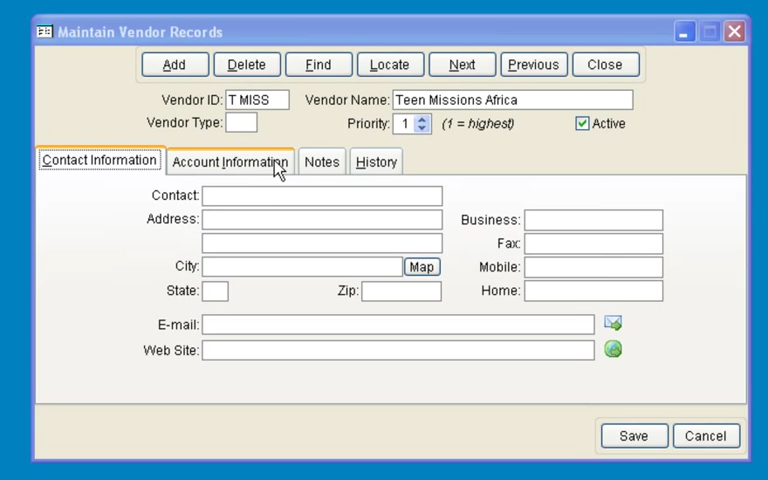 Maintain Vendor Records
Add Delete Find Locate Next Previous Close
Vendor ID: T MISS Vendor Name: Teen Missions Africa
Vendor Type: Priority: 1 (1 = highest) Active
Contact Information Account Information Notes History
Contact:
Address: Business:
Fax:
City: Map Mobile:
State: Zip: Home:
E-mail:
Web Site:
Save Cancel